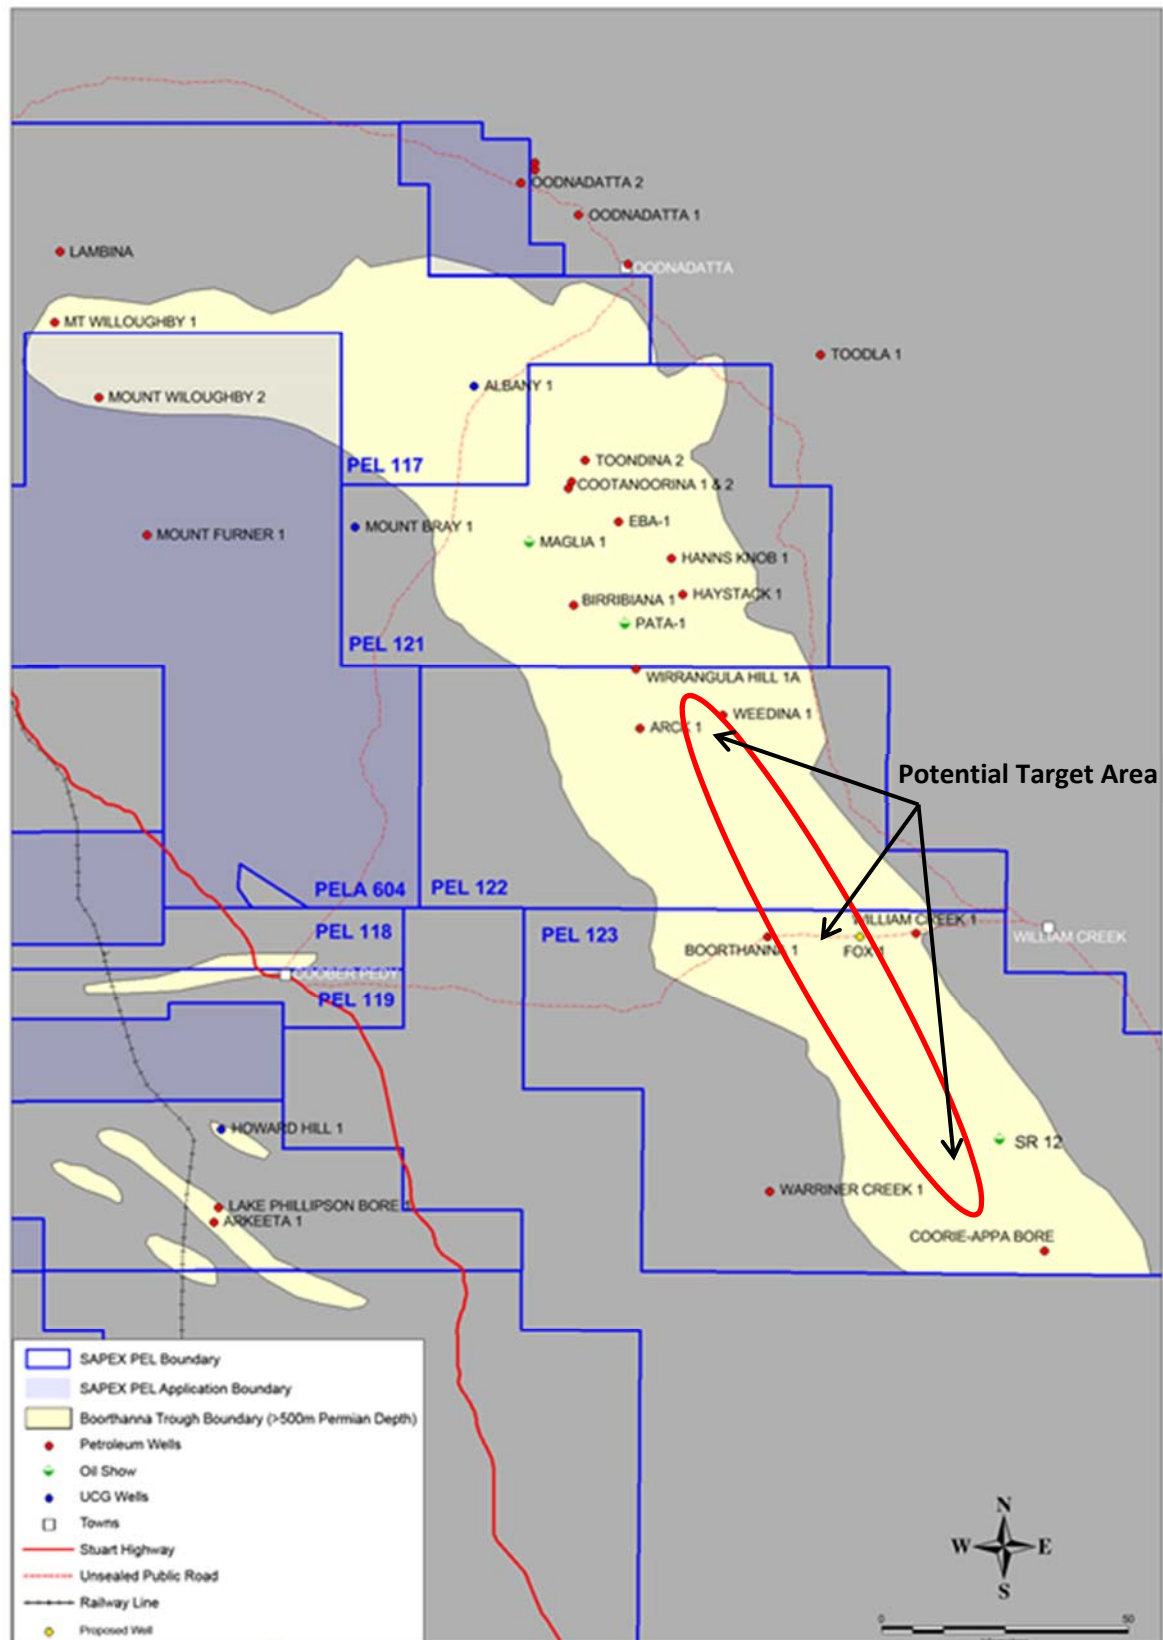 OODNADATTA 2
OODNADATTA 1
LAMBINA
OODNADATTA
MT WILLOUGHBY 1
TOODLA 1
ALBANY 1
MOUNT WILOUGHBY 2
PEL 117
TOONDINA 2
COOTANOORINA 1 & 2
EBA-1
MOUNT BRAY 1
MOUNT FURNER 1
MAGLIA 1
HANNS KNOB 1
HAYSTACK 1
BIRRIBIANA 1
PATA-1
PEL 121
WIRRANGULA HILL 1A
WEEDINA 1
ARCK 1
Potential Target Area
PELA 604
PEL 122
PEL 118
PEL 123
WILLIAM CREEK 1
WILLIAM CREEK
BOORTHANNA 1
FOX 1
COOBER PEDY
PEL 119
HOWARD HILL 1
SR 12
WARRINER CREEK 1
LAKE PHILLIPSON BORE 1
ARKEETA 1
COORIE-APPA BORE
SAPEX PEL Boundary
SAPEX PEL Application Boundary
Boorthanna Trough Boundary (>500m Permian Depth)
Petroleum Wells
Oil Show
UCG Wells
Towns
Stuart Highway
Unsealed Public Road
Railway Line
Proposed Well
N
W E
S
0 50